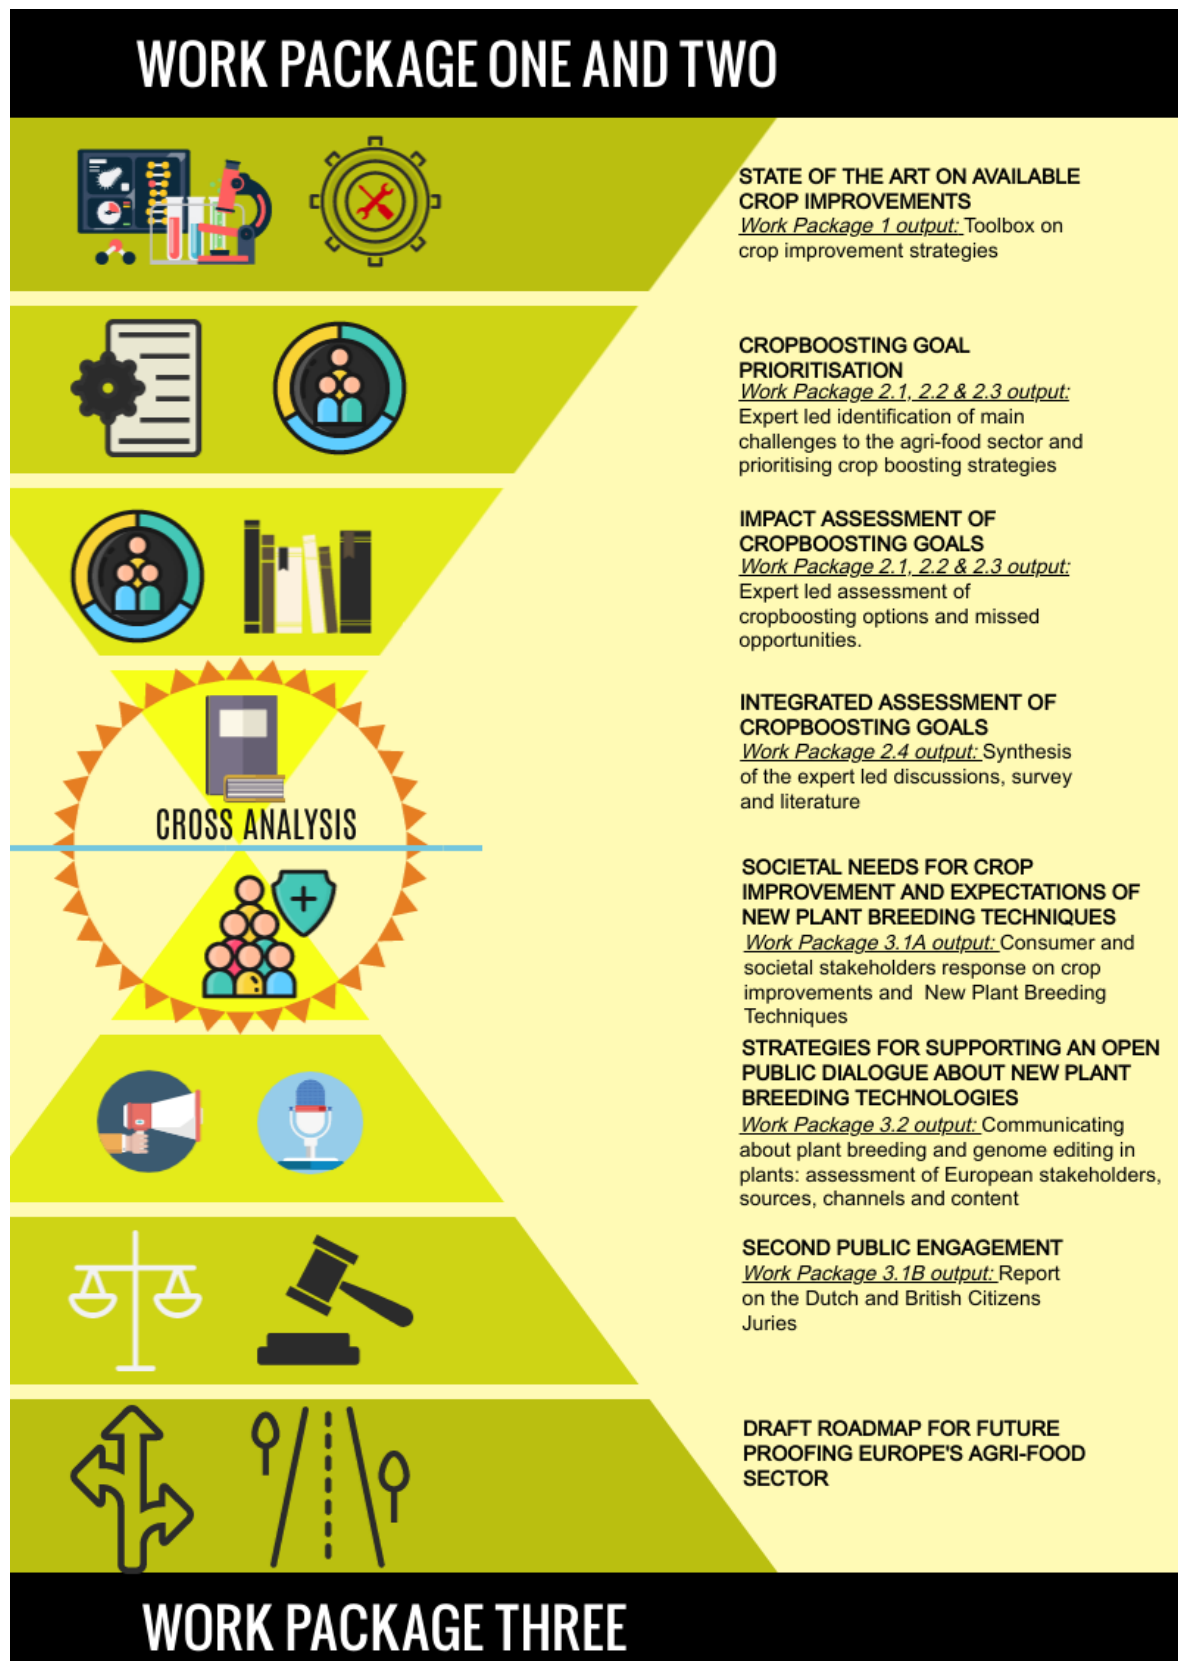 WORK PACKAGE ONE AND TWO
STATE OF THE ART ON AVAILABLE
CROP IMPROVEMENTS
Work Package 1 output: Toolbox on
crop improvement strategies
CROPBOOSTING GOAL
PRIORITISATION
Work Package 2.1, 2.2 & 2.3 output:
Expert led identification of main
challenges to the agri-food sector and
prioritising crop boosting strategies
IMPACT ASSESSMENT OF
CROPBOOSTING GOALS
Work Package 2.1, 2.2 & 2.3 output:
Expert led assessment of
cropboosting options and missed
opportunities.
INTEGRATED ASSESSMENT OF
CROPBOOSTING GOALS
Work Package 2.4 output: Synthesis
of the expert led discussions, survey
and literature
CROSS ANALYSIS
SOCIETAL NEEDS FOR CROP
IMPROVEMENT AND EXPECTATIONS OF
NEW PLANT BREEDING TECHNIQUES
Work Package 3.1A output: Consumer and
societal stakeholders response on crop
improvements and New Plant Breeding
Techniques
STRATEGIES FOR SUPPORTING AN OPEN
PUBLIC DIALOGUE ABOUT NEW PLANT
BREEDING TECHNOLOGIES
Work Package 3.2 output: Communicating
about plant breeding and genome editing in
plants: assessment of European stakeholders,
sources, channels and content
SECOND PUBLIC ENGAGEMENT
Work Package 3.1B output: Report
on the Dutch and British Citizens
Juries
DRAFT ROADMAP FOR FUTURE
PROOFING EUROPE'S AGRI-FOOD
SECTOR
WORK PACKAGE THREE